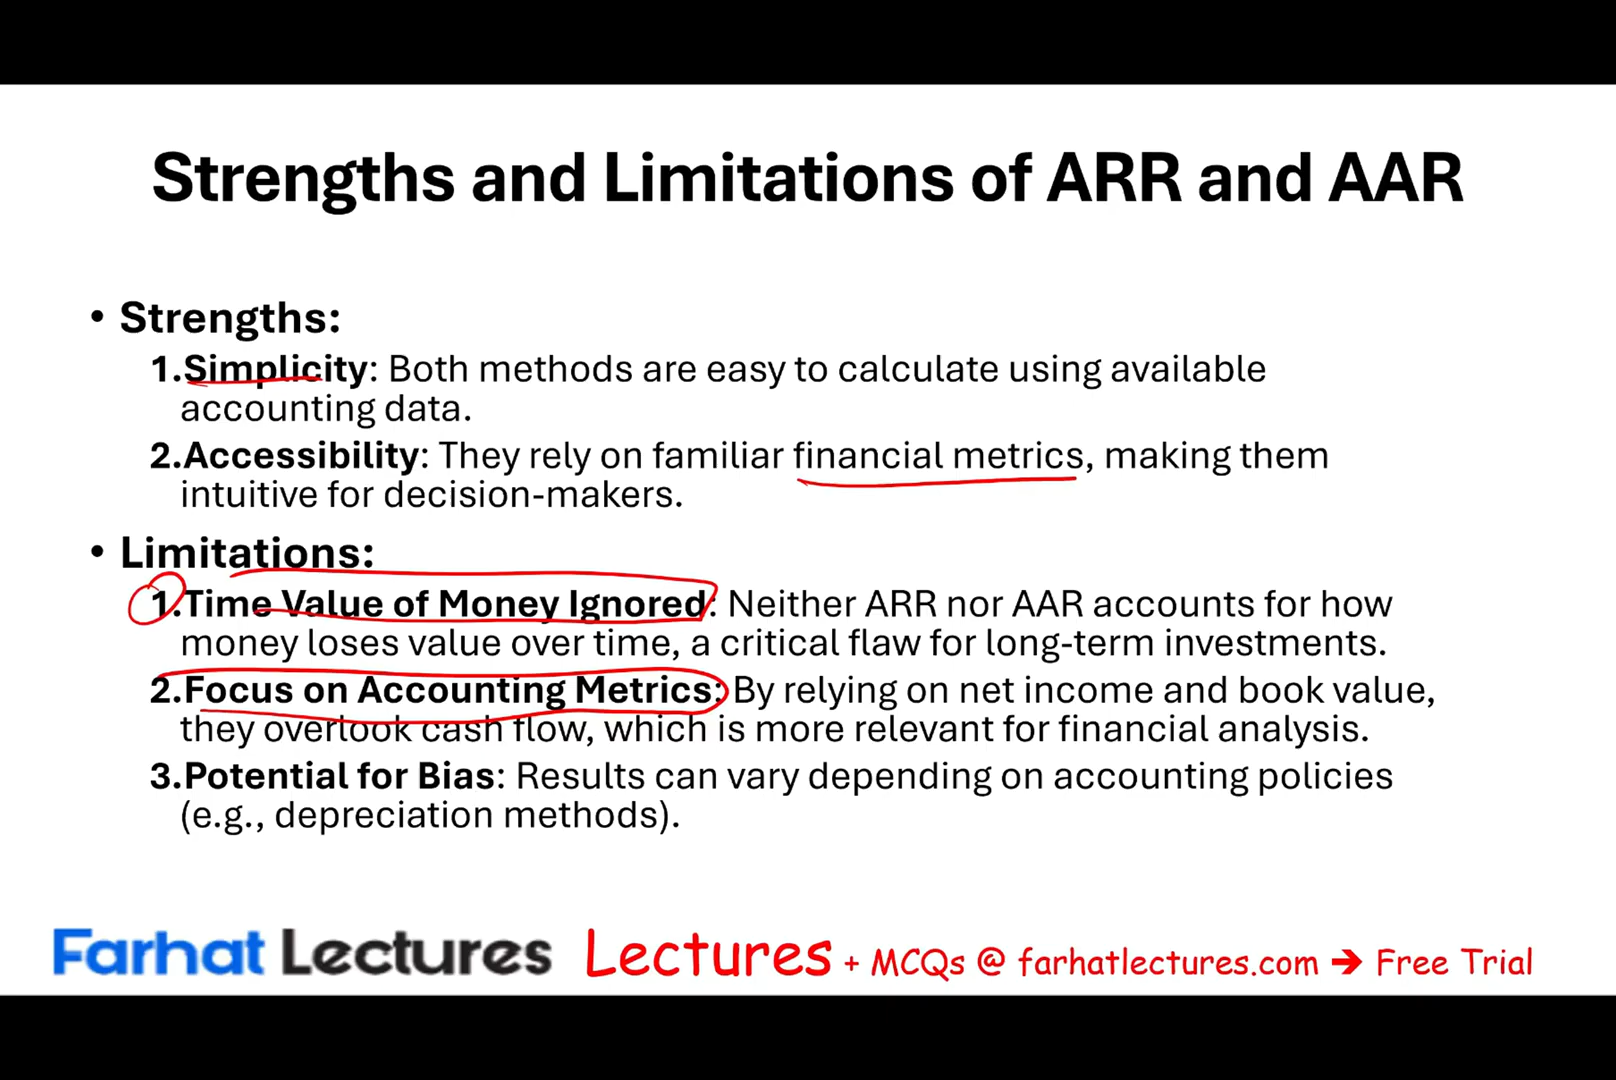 Strengths and Limitations of ARR and AAR
• Strengths:
1.Simplicity: Both methods are easy to calculate using available
accounting data.
2.Accessibility: They rely on familiar financial metrics, making them
intuitive for decision-makers.
• Limitations:
1.Time Value of Money Ignored: Neither ARR nor AAR accounts for how
money loses value over time, a critical flaw for long-term investments.
2.Focus on Accounting Metrics: By relying on net income and book value,
they overlook cash flow, which is more relevant for financial analysis.
3.Potential for Bias: Results can vary depending on accounting policies
(e.g., depreciation methods).
Farhat Lectures Lectures + MCQs @ farhatlectures.com ➔ Free Trial